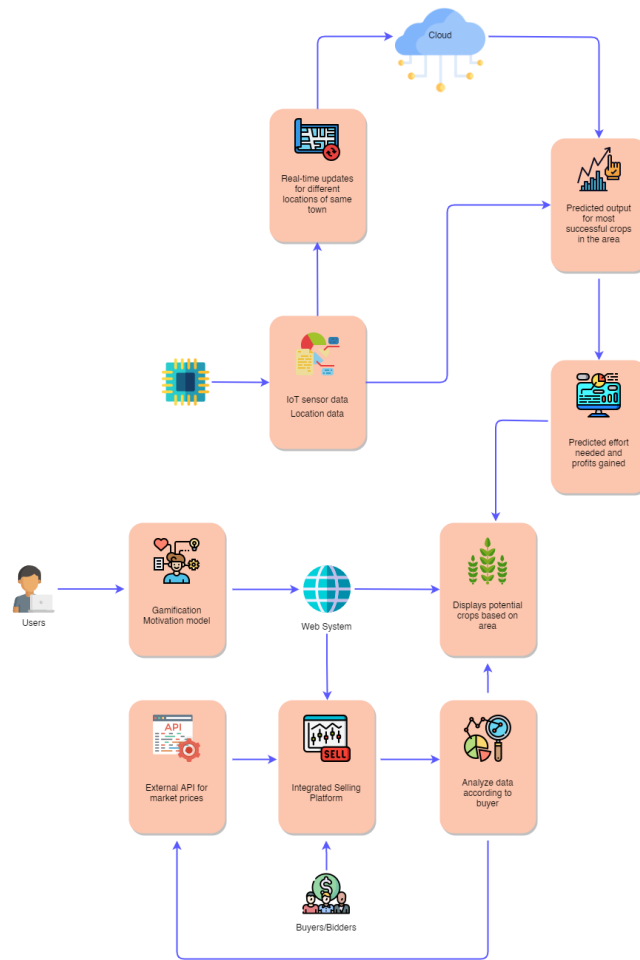 Cloud
Real-time updates
for different
locations of same
town
Predicted output
for most
successful crops
in the area
IoT sensor data
Location data
Predicted effort
needed and
profits gained
Users
Gamification
Motivation model
Web System
Displays potential
crops based on
area
API
External API for
market prices
SELL
Integrated Selling
Platform
Analyze data
according to
buyer
$
Buyers/Bidders